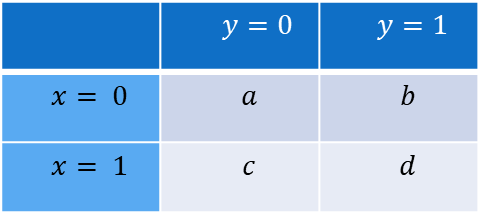 y = 0 y = 1
x = 0 a b
x = 1 c d